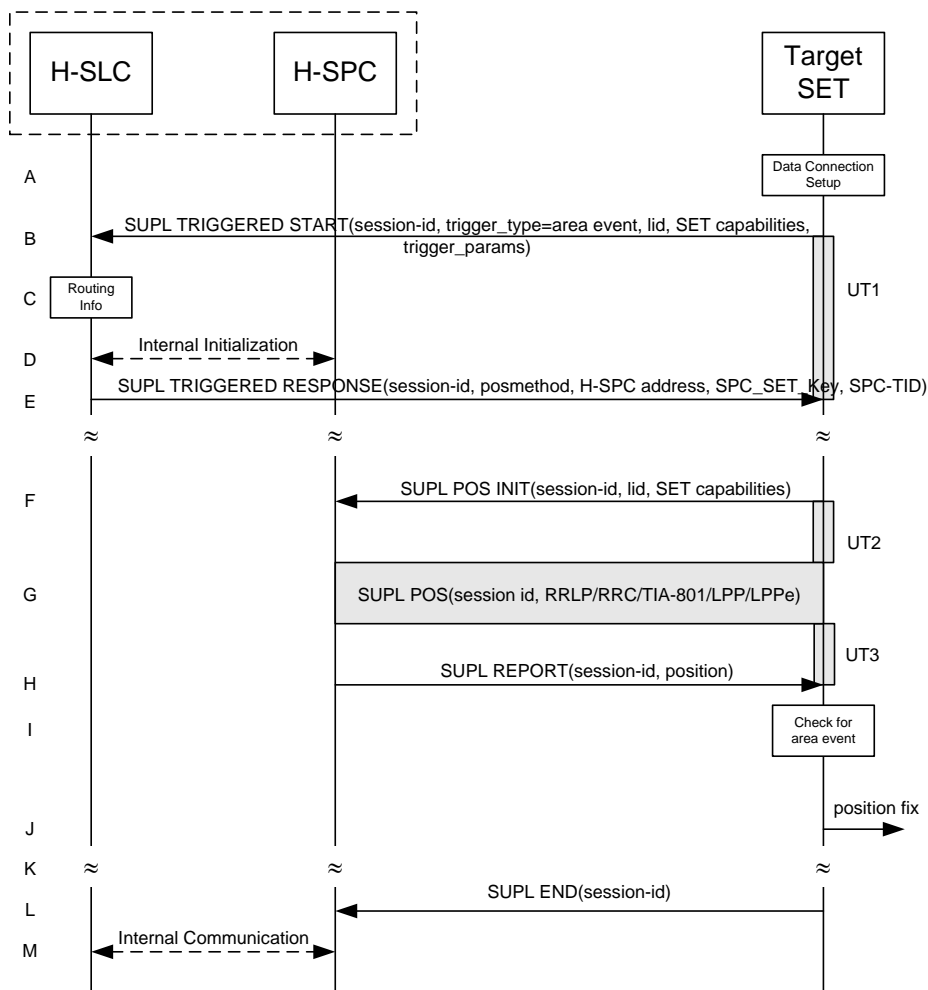 H-SLC
H-SPC
Target
SET
A
Data Connection
Setup
B
SUPL TRIGGERED START(session-id, trigger_type=area event, lid, SET capabilities,
trigger_params)
C
Routing
Info
UT1
D
Internal Initialization
E
SUPL TRIGGERED RESPONSE(session-id, posmethod, H-SPC address, SPC_SET_Key, SPC-TID)
≈ ≈ ≈
F
SUPL POS INIT(session-id, lid, SET capabilities)
UT2
G
SUPL POS(session id, RRLP/RRC/TIA-801/LPP/LPPe)
UT3
H
SUPL REPORT(session-id, position)
I
Check for
area event
J
position fix
K
≈ ≈ ≈
L
SUPL END(session-id)
M
Internal Communication